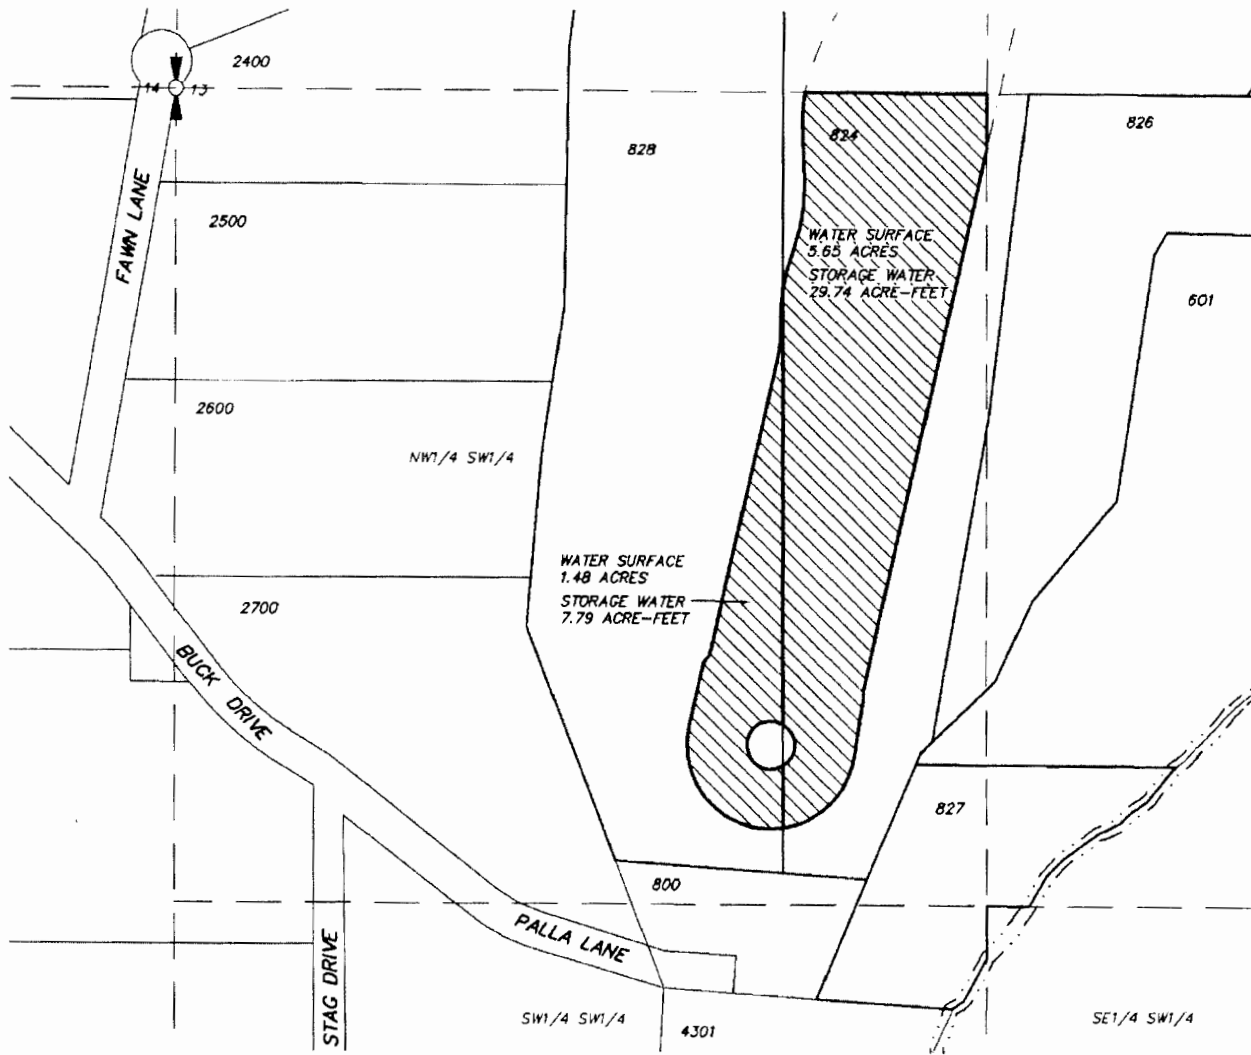 2400
14 13
826
824
828
FAWN LANE
2500
WATER SURFACE
5.65 ACRES
STORAGE WATER
29.74 ACRE-FEET
601
2600
NW1/4 SW1/4
WATER SURFACE
1.48 ACRES
STORAGE WATER
7.79 ACRE-FEET
2700
BUCK DRIVE
827
800
PALLA LANE
STAG DRIVE
SW1/4 SW1/4
4301
SE1/4 SW1/4